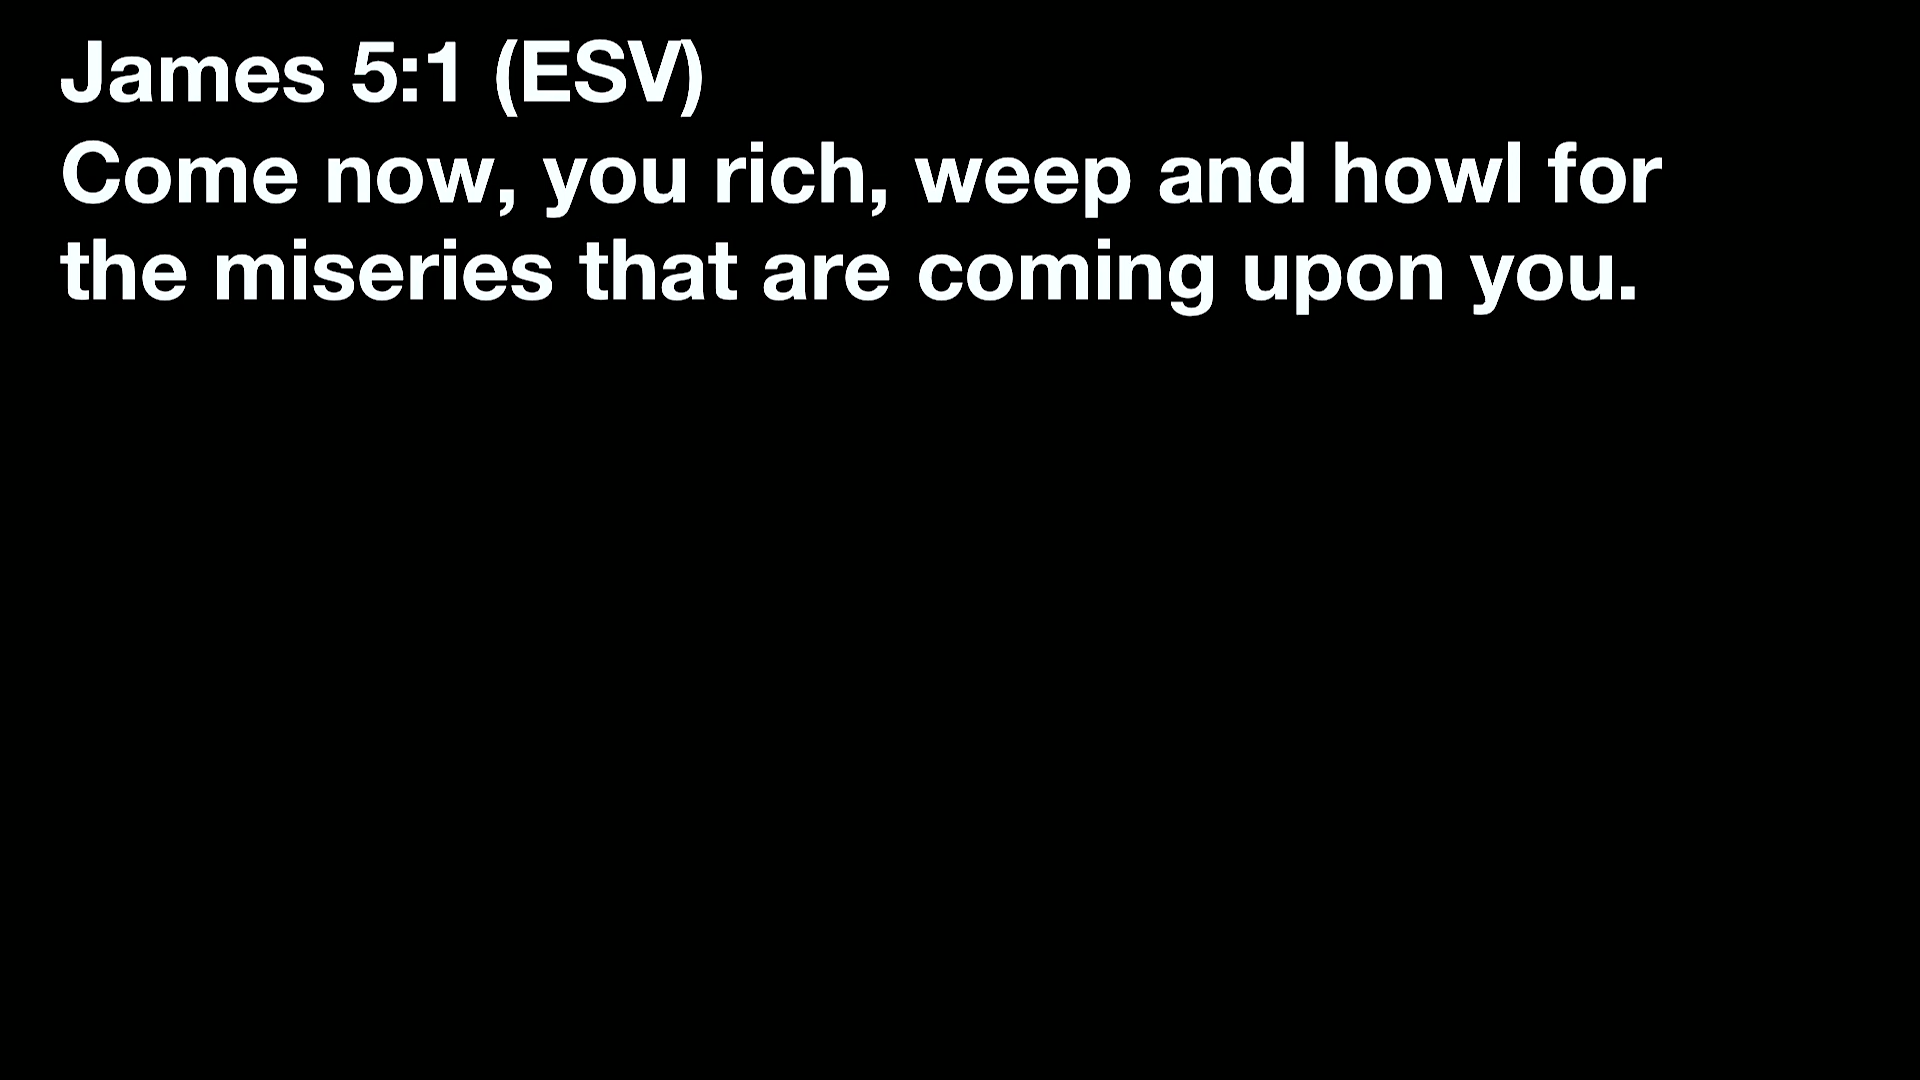 James 5:1 (ESV)
Come now, you rich, weep and howl for
the miseries that are coming upon you.